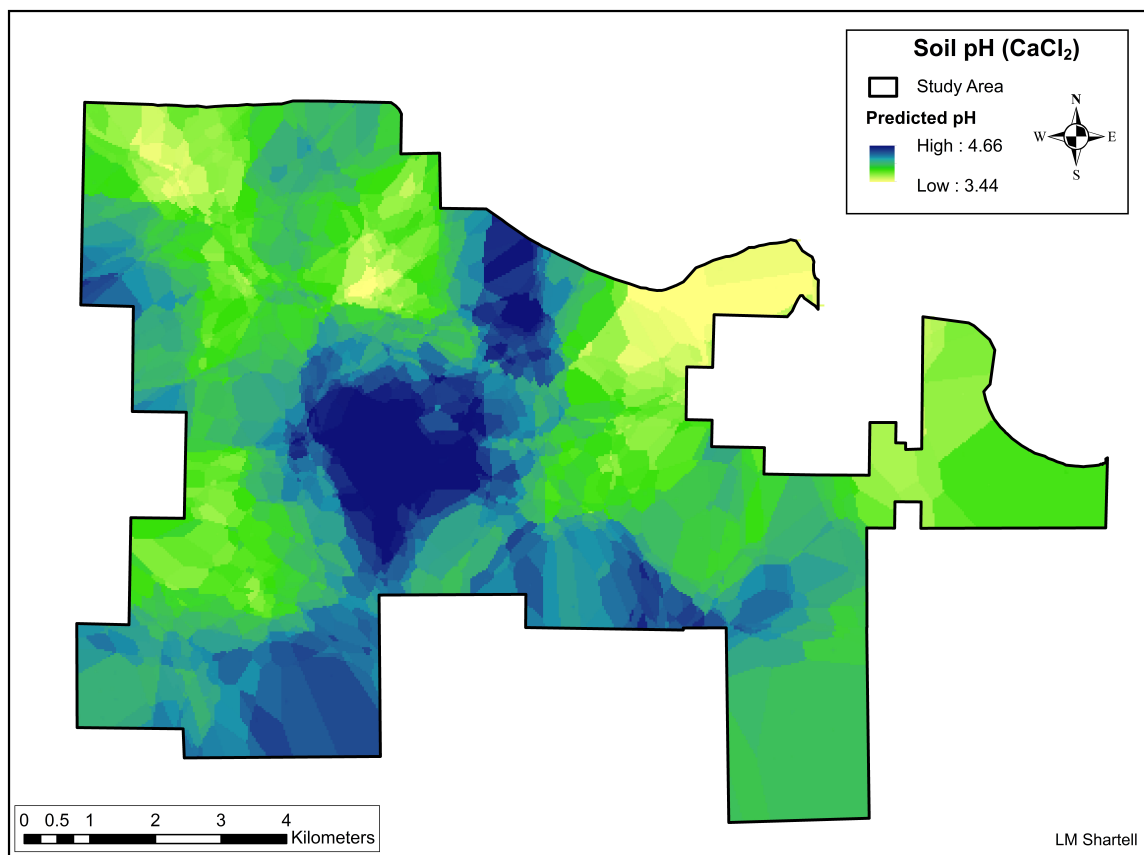 Soil pH (CaCl₂)
Study Area
Predicted pH
High : 4.66
Low : 3.44
N
W E
S
0 0.5 1 2 3 4
Kilometers
LM Shartell